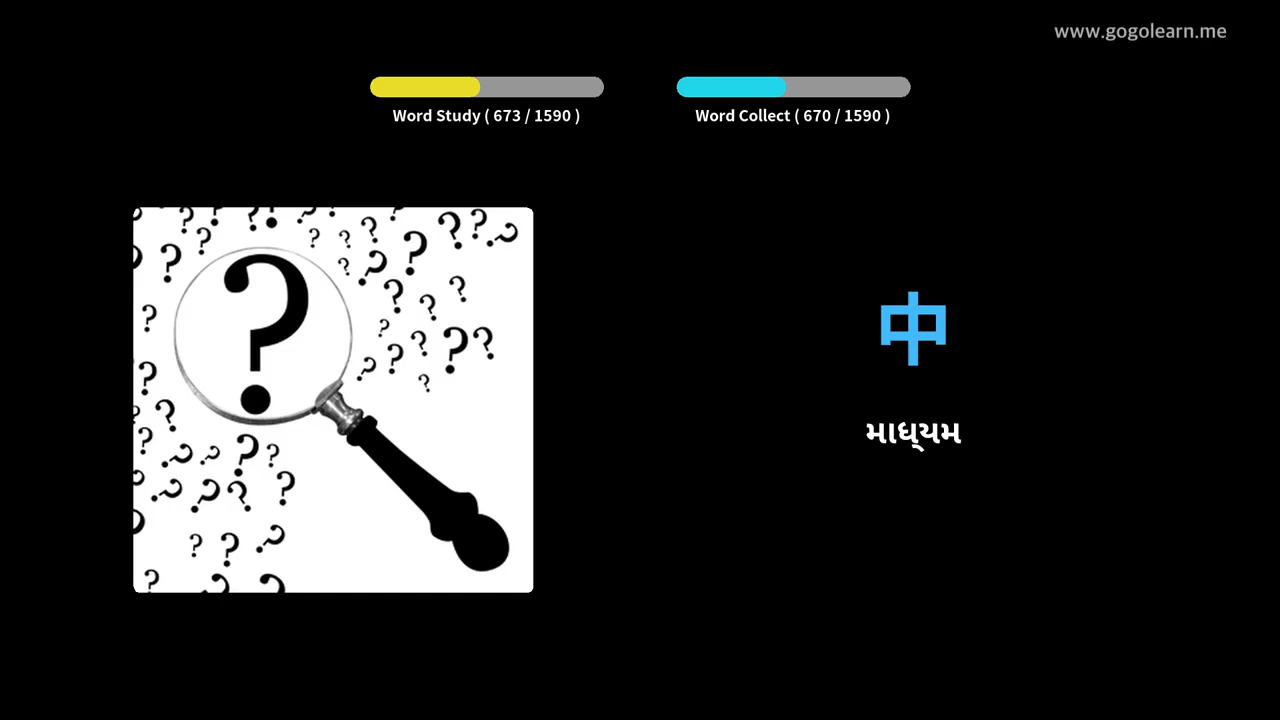 www.gogolearn.me
Word Study ( 673 / 1590 )
Word Collect ( 670 / 1590 )
中
માધ્યમ